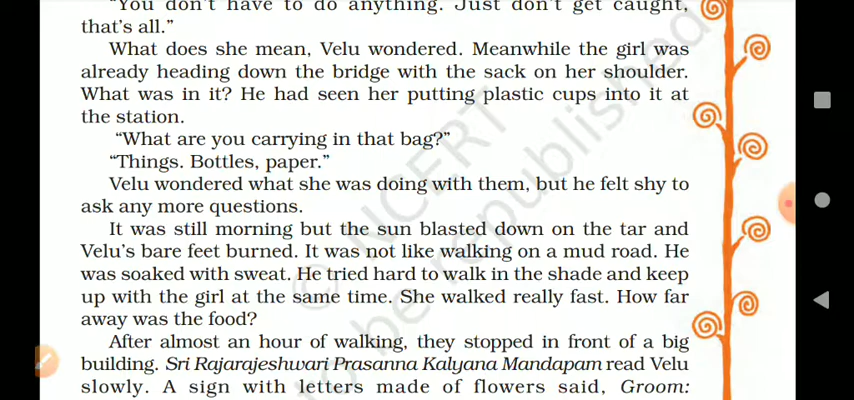 "You don't have to do anything. Just don't get caught,
that's all."
What does she mean, Velu wondered. Meanwhile the girl was
already heading down the bridge with the sack on her shoulder.
What was in it? He had seen her putting plastic cups into it at
the station.
"What are you carrying in that bag?"
"Things. Bottles, paper."
Velu wondered what she was doing with them, but he felt shy to
ask any more questions.
It was still morning but the sun blasted down on the tar and
Velu's bare feet burned. It was not like walking on a mud road. He
was soaked with sweat. He tried hard to walk in the shade and keep
up with the girl at the same time. She walked really fast. How far
away was the food?
After almost an hour of walking, they stopped in front of a big
building. Sri Rajarajeshwari Prasanna Kalyana Mandapam read Velu
slowly. A sign with letters made of flowers said, Groom:
© NCERT
to be republished